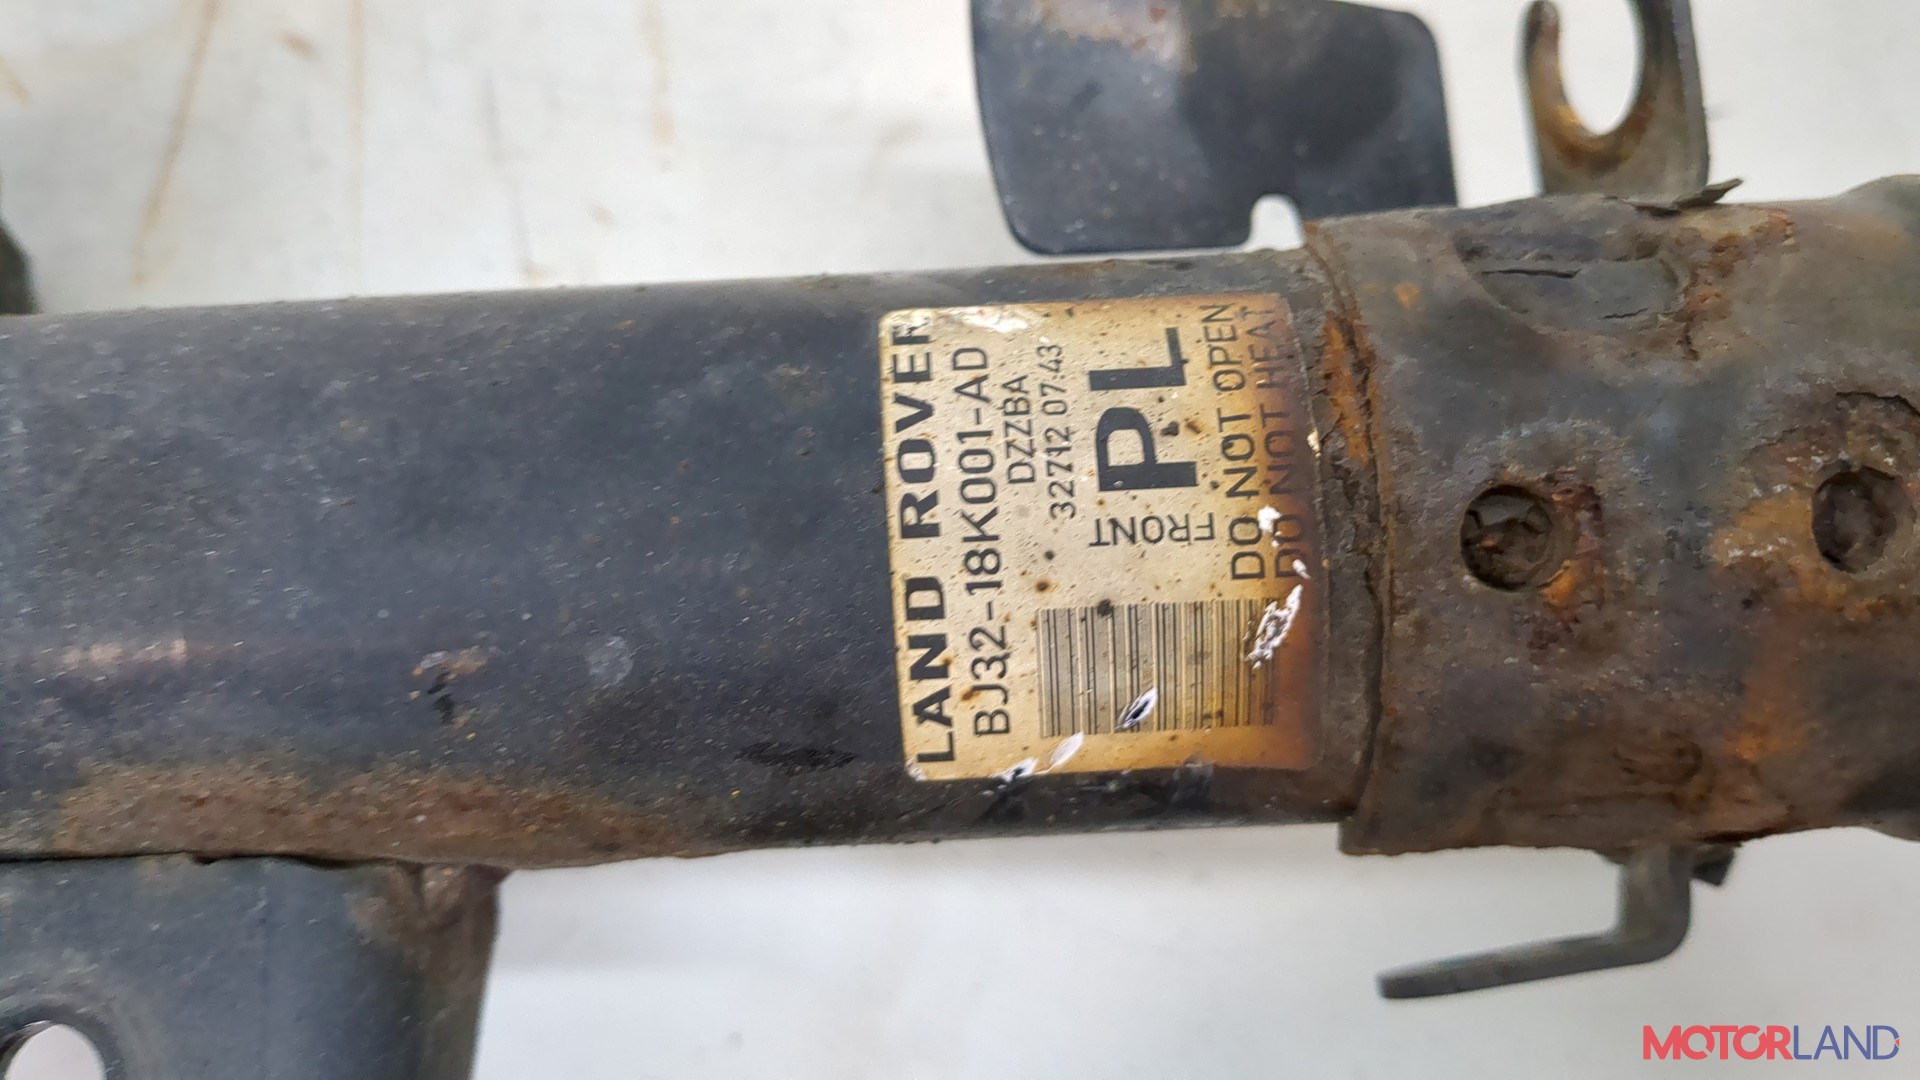 LAND ROVER
BJ32-18K001-AD
DZZBA
32712 07:43
FRONT
PL
DO NOT OPEN
DO NOT HEAT
MOTORLAND